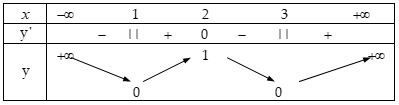 x −∞ 1 2 3 +∞
y' − || + 0 − || +
y +∞ 1 +∞
0 0